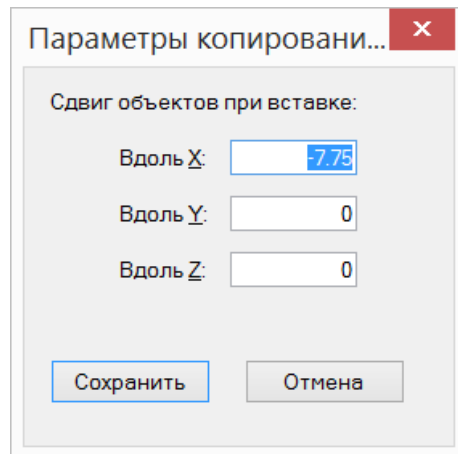 Параметры копировани...
Сдвиг объектов при вставке:
Вдоль X: -7.75
Вдоль Y: 0
Вдоль Z: 0
Сохранить Отмена